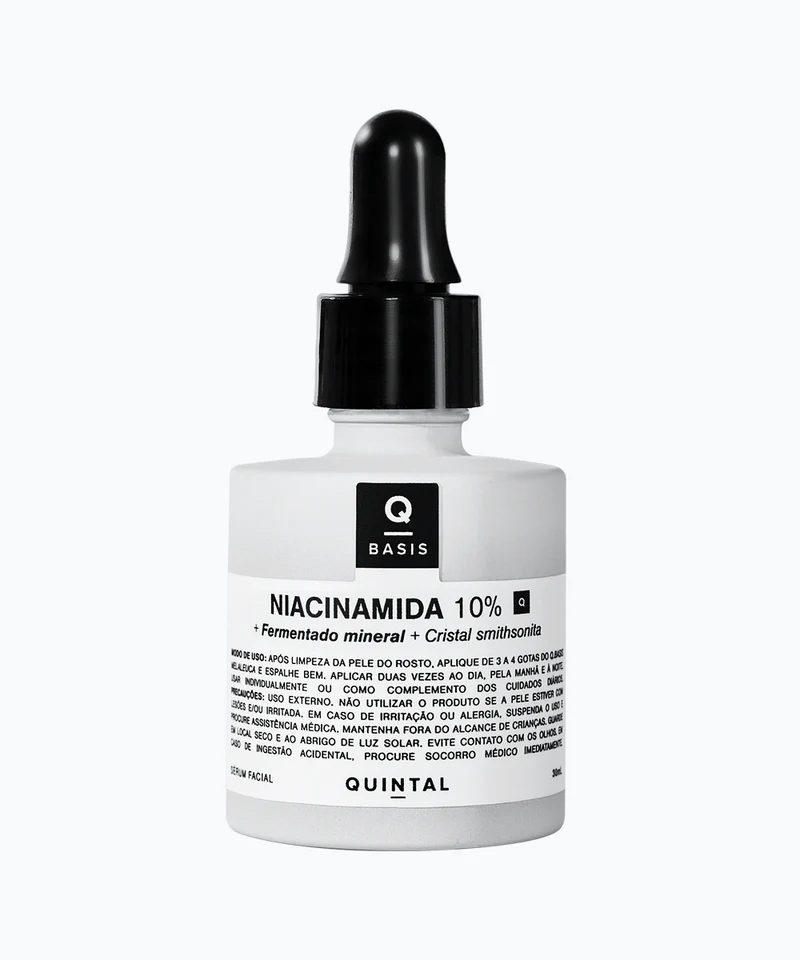 Q
BASIS
NIACINAMIDA 10% Q
+ Fermentado mineral + Cristal smithsonita
MODO DE USO: APÓS LIMPEZA DA PELE DO ROSTO, APLIQUE DE 3 A 4 GOTAS DO Q.BASIS
MELALEUCA E ESPALHE BEM. APLICAR DUAS VEZES AO DIA, PELA MANHÃ E À NOITE.
USAR INDIVIDUALMENTE OU COMO COMPLEMENTO DOS CUIDADOS DIÁRIOS.
PRECAUÇÕES: USO EXTERNO. NÃO UTILIZAR O PRODUTO SE A PELE ESTIVER COM
LESÕES E/OU IRRITADA. EM CASO DE IRRITAÇÃO OU ALERGIA, SUSPENDA O USO E
PROCURE ASSISTÊNCIA MÉDICA. MANTENHA FORA DO ALCANCE DE CRIANÇAS. GUARDE
EM LOCAL SECO E AO ABRIGO DE LUZ SOLAR. EVITE CONTATO COM OS OLHOS. EM
CASO DE INGESTÃO ACIDENTAL, PROCURE SOCORRO MÉDICO IMEDIATAMENTE.
SÉRUM FACIAL QUINTAL 30mL